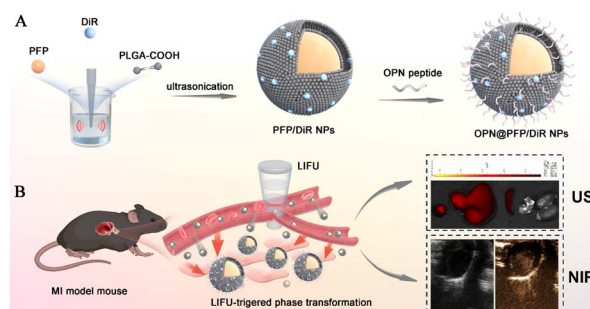 A
DiR
PFP
PLGA-COOH
ultrasonication
OPN peptide
PFP/DiR NPs
OPN@PFP/DiR NPs
B
LIFU
US
NIR
MI model mouse
LIFU-trigered phase transformation